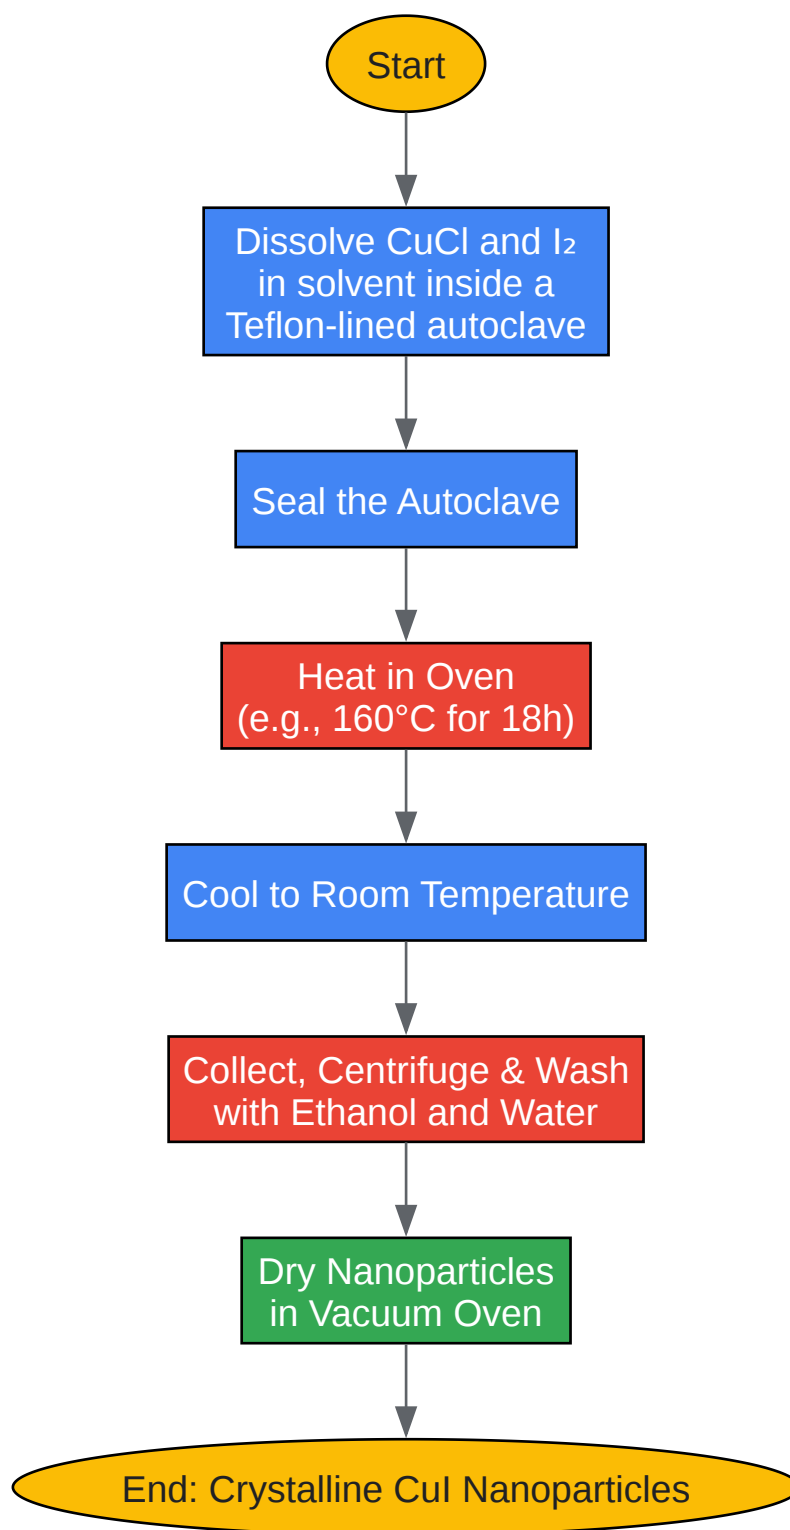 Start
Dissolve CuCl and I₂
in solvent inside a
Teflon-lined autoclave
Seal the Autoclave
Heat in Oven
(e.g., 160°C for 18h)
Cool to Room Temperature
Collect, Centrifuge & Wash
with Ethanol and Water
Dry Nanoparticles
in Vacuum Oven
End: Crystalline CuI Nanoparticles